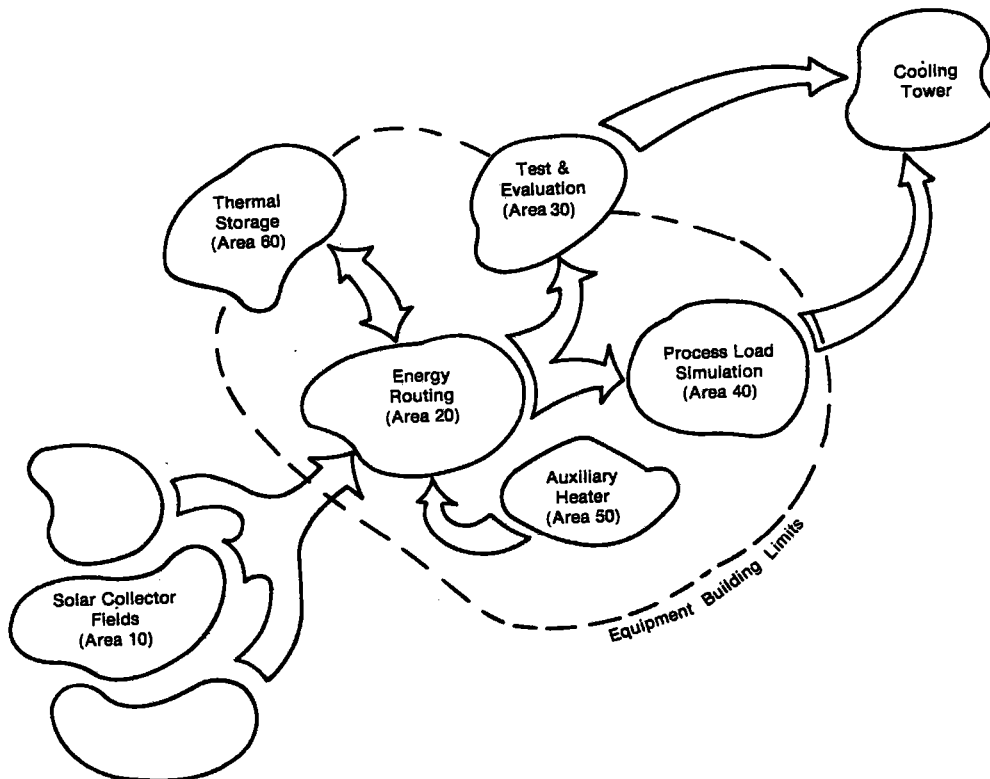 Cooling
Tower
Test &
Evaluation
(Area 30)
Thermal
Storage
(Area 60)
Process Load
Simulation
(Area 40)
Energy
Routing
(Area 20)
Auxiliary
Heater
(Area 50)
Solar Collector
Fields
(Area 10)
Equipment Building Limits